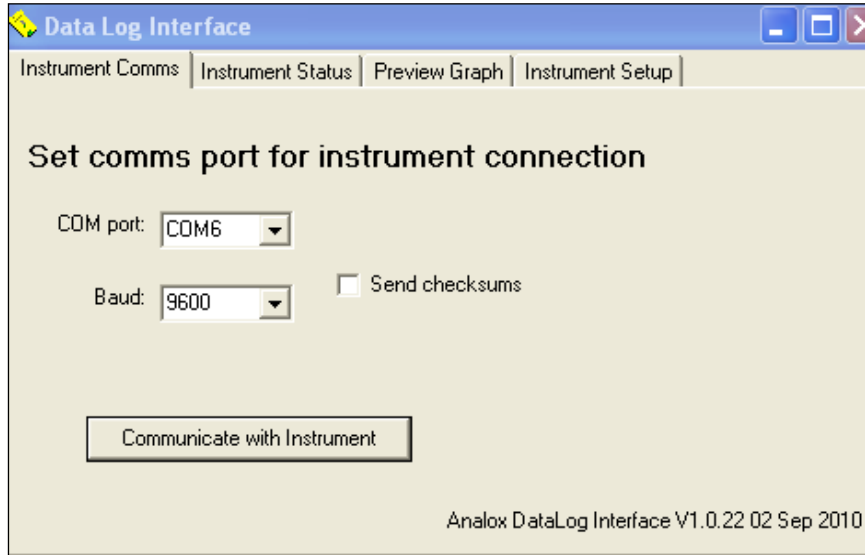 Data Log Interface
Instrument Comms Instrument Status Preview Graph Instrument Setup
Set comms port for instrument connection
COM port: COM6
Baud: 9600 Send checksums
Communicate with Instrument
Analox DataLog Interface V1.0.22 02 Sep 2010